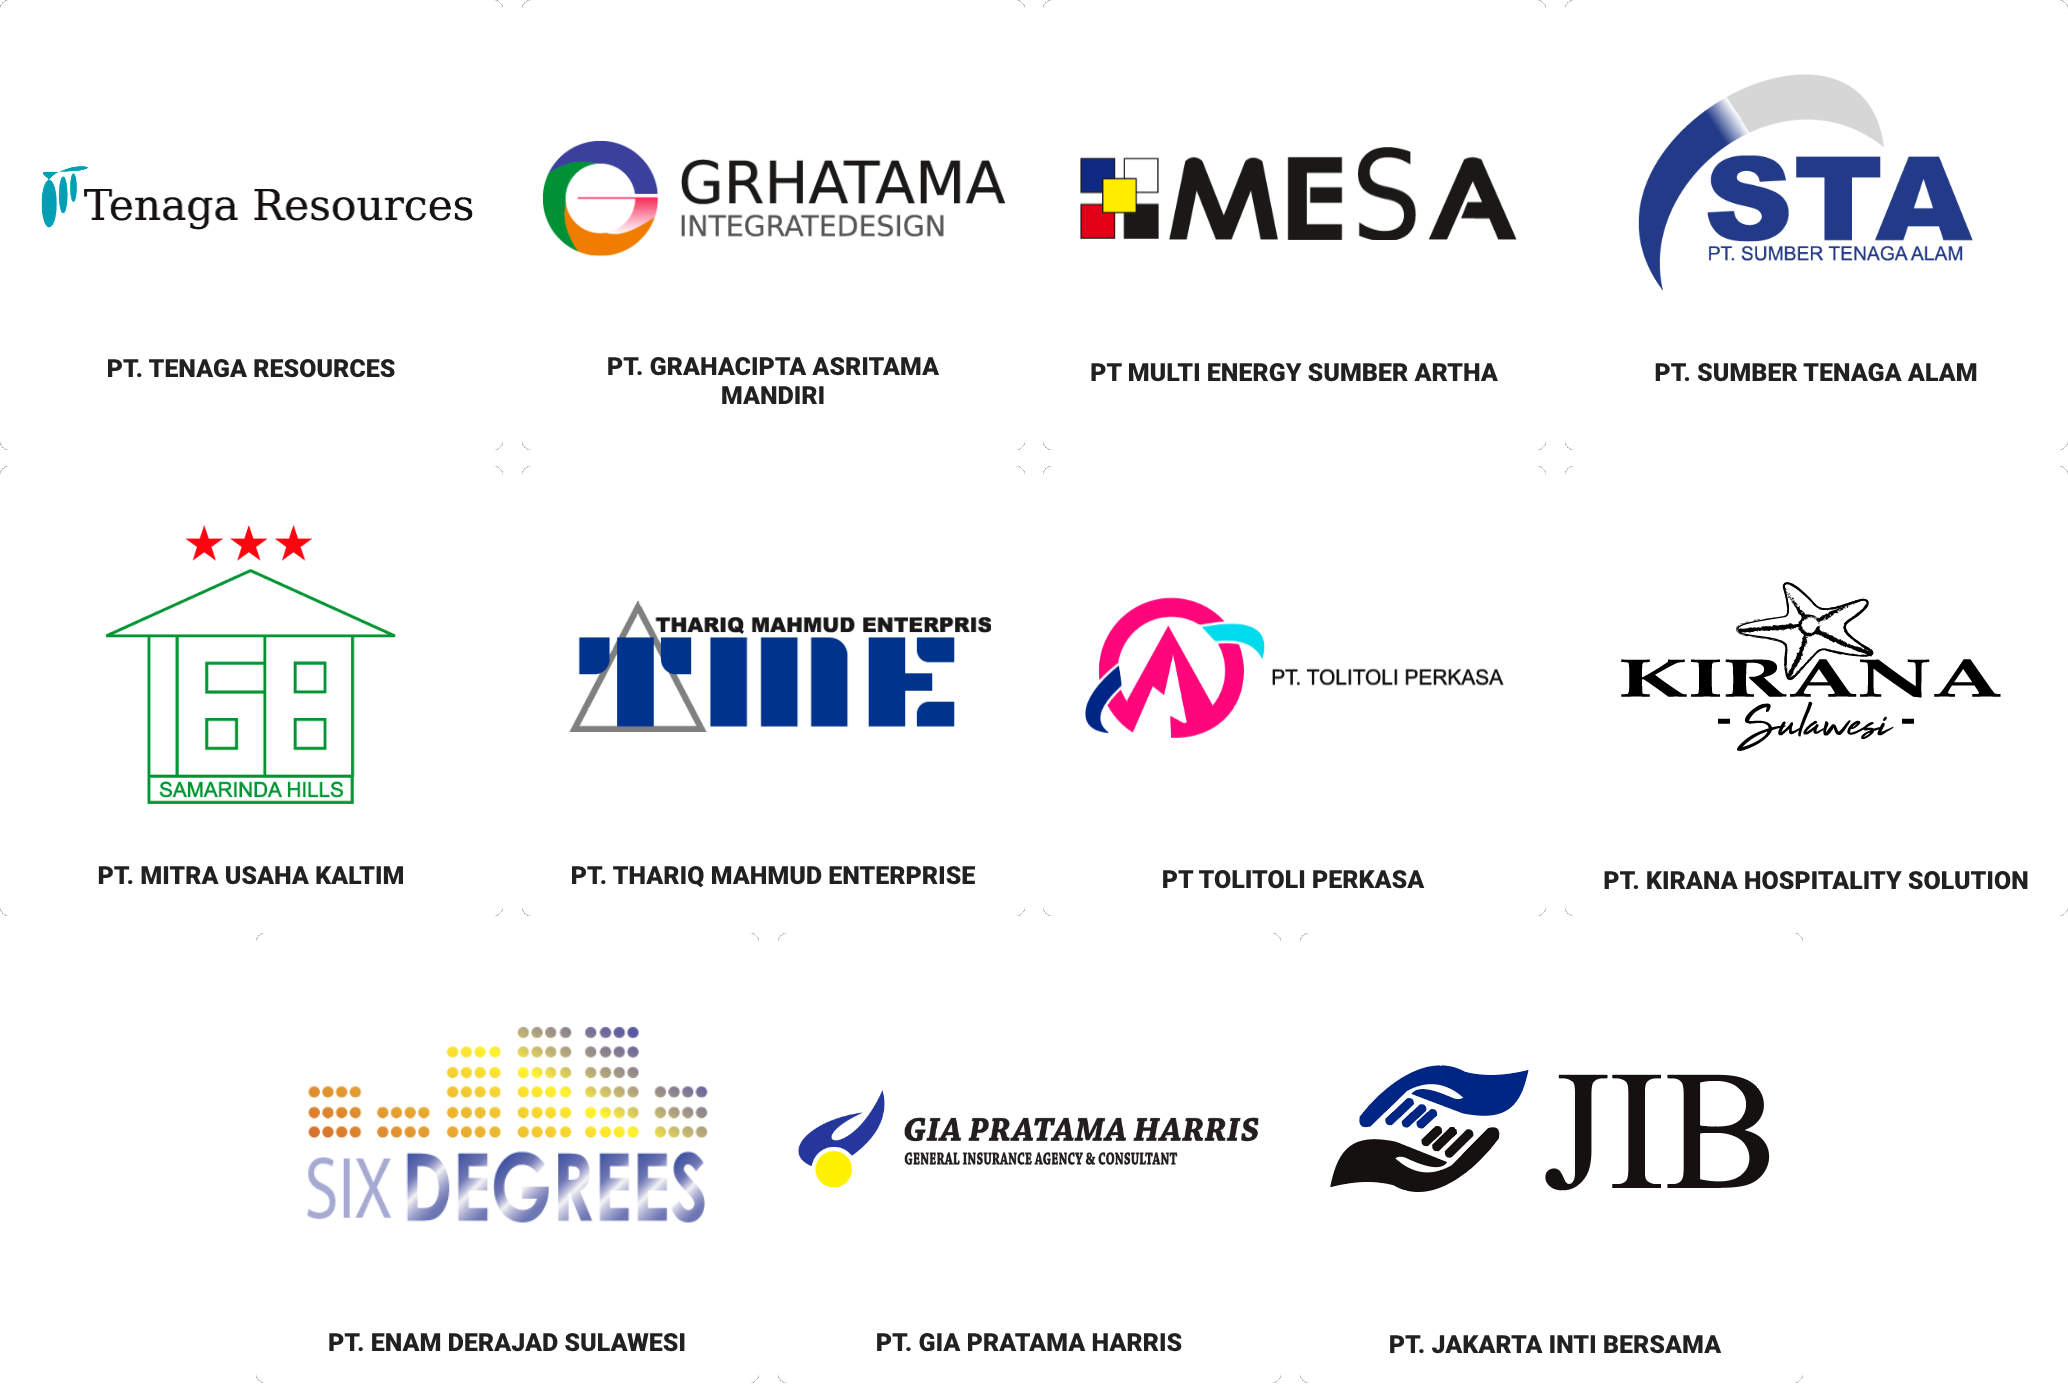 Tenaga Resources
PT. TENAGA RESOURCES
GRHATAMA
INTEGRATEDESIGN
PT. GRAHACIPTA ASRITAMA
MANDIRI
MESA
PT MULTI ENERGY SUMBER ARTHA
STA
PT. SUMBER TENAGA ALAM
PT. SUMBER TENAGA ALAM
SAMARINDA HILLS
PT. MITRA USAHA KALTIM
THARIQ MAHMUD ENTERPRIS
TME
PT. THARIQ MAHMUD ENTERPRISE
PT. TOLITOLI PERKASA
PT TOLITOLI PERKASA
KIRANA
- Sulawesi -
PT. KIRANA HOSPITALITY SOLUTION
SIX DEGREES
PT. ENAM DERAJAD SULAWESI
GIA PRATAMA HARRIS
GENERAL INSURANCE AGENCY & CONSULTANT
PT. GIA PRATAMA HARRIS
JIB
PT. JAKARTA INTI BERSAMA